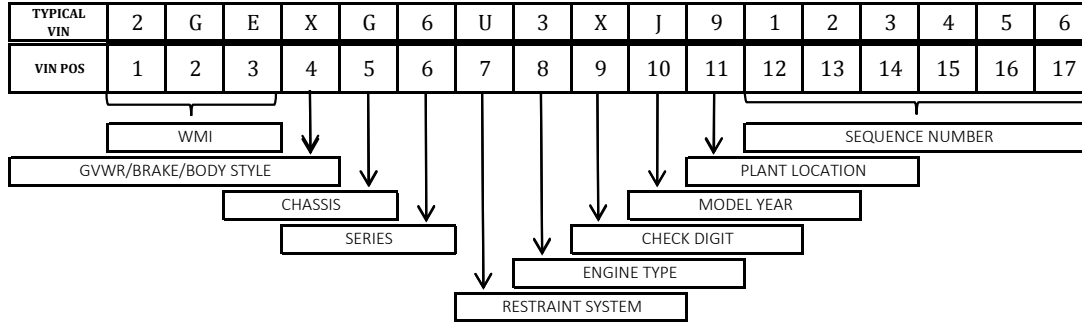 TYPICAL VIN 2 G E X G 6 U 3 X J 9 1 2 3 4 5 6
VIN POS 1 2 3 4 5 6 7 8 9 10 11 12 13 14 15 16 17
WMI SEQUENCE NUMBER
GVWR/BRAKE/BODY STYLE PLANT LOCATION
CHASSIS MODEL YEAR
SERIES CHECK DIGIT
ENGINE TYPE
RESTRAINT SYSTEM